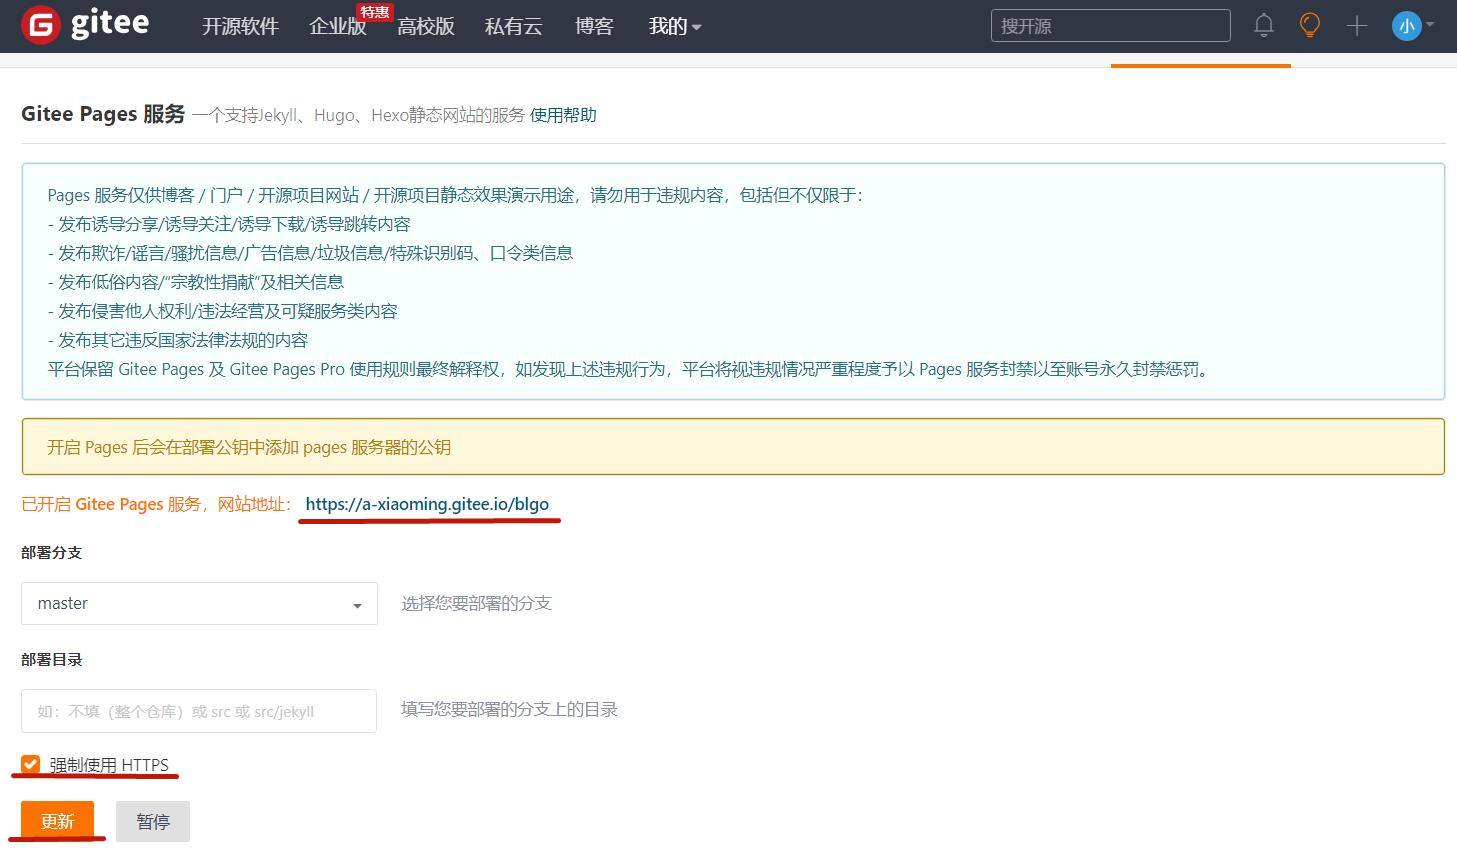 gitee 开源软件 企业版 特惠 高校版 私有云 博客 我的 搜开源 小
Gitee Pages 服务 一个支持Jekyll、Hugo、Hexo静态网站的服务 使用帮助
Pages 服务仅供博客 / 门户 / 开源项目网站 / 开源项目静态效果演示用途，请勿用于违规内容，包括但不仅限于：
- 发布诱导分享/诱导关注/诱导下载/诱导跳转内容
- 发布欺诈/谣言/骚扰信息/广告信息/垃圾信息/特殊识别码、口令类信息
- 发布低俗内容/“宗教性捐献”及相关信息
- 发布侵害他人权利/违法经营及可疑服务类内容
- 发布其它违反国家法律法规的内容
平台保留 Gitee Pages 及 Gitee Pages Pro 使用规则最终解释权，如发现上述违规行为，平台将视违规情况严重程度予以 Pages 服务封禁以至账号永久封禁惩罚。
开启 Pages 后会在部署公钥中添加 pages 服务器的公钥
已开启 Gitee Pages 服务，网站地址： https://a-xiaoming.gitee.io/blgo
部署分支
master 选择您要部署的分支
部署目录
如：不填（整个仓库）或 src 或 src/jekyll 填写您要部署的分支上的目录
强制使用 HTTPS
更新 暂停